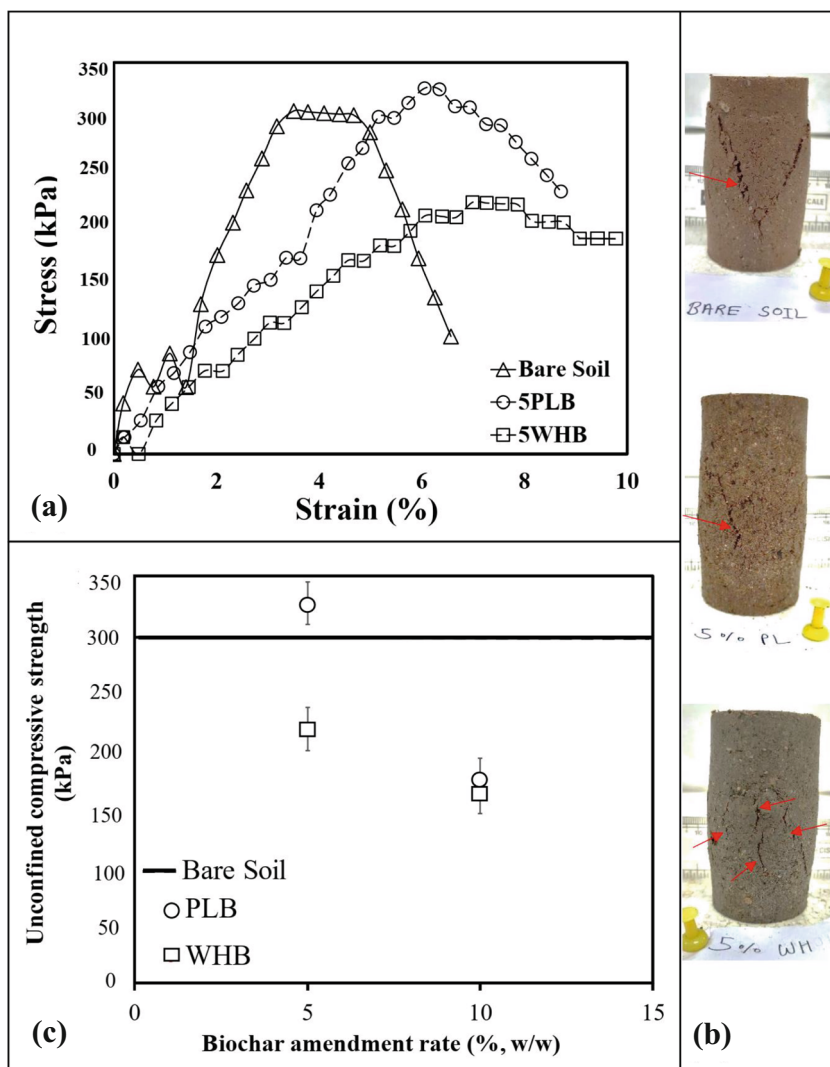 350
300
250
200
150
100
50
0
Stress (kPa)
0
2
4
6
8
10
Strain (%)
Bare Soil
5PLB
5WHB
(a)
SCALE
BARE SOIL
5% PL
5% WH
(b)
350
300
250
200
150
100
50
0
Unconfined compressive strength
(kPa)
Bare Soil
PLB
WHB
0
5
10
15
Biochar amendment rate (%, w/w)
(c)